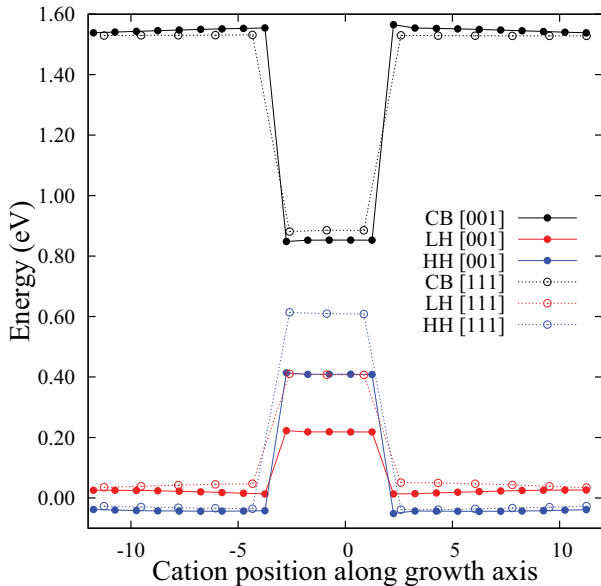 1.60
1.40
1.20
1.00
0.80
0.60
0.40
0.20
0.00
Energy (eV)
CB [001]
LH [001]
HH [001]
CB [111]
LH [111]
HH [111]
-10 -5 0 5 10
Cation position along growth axis